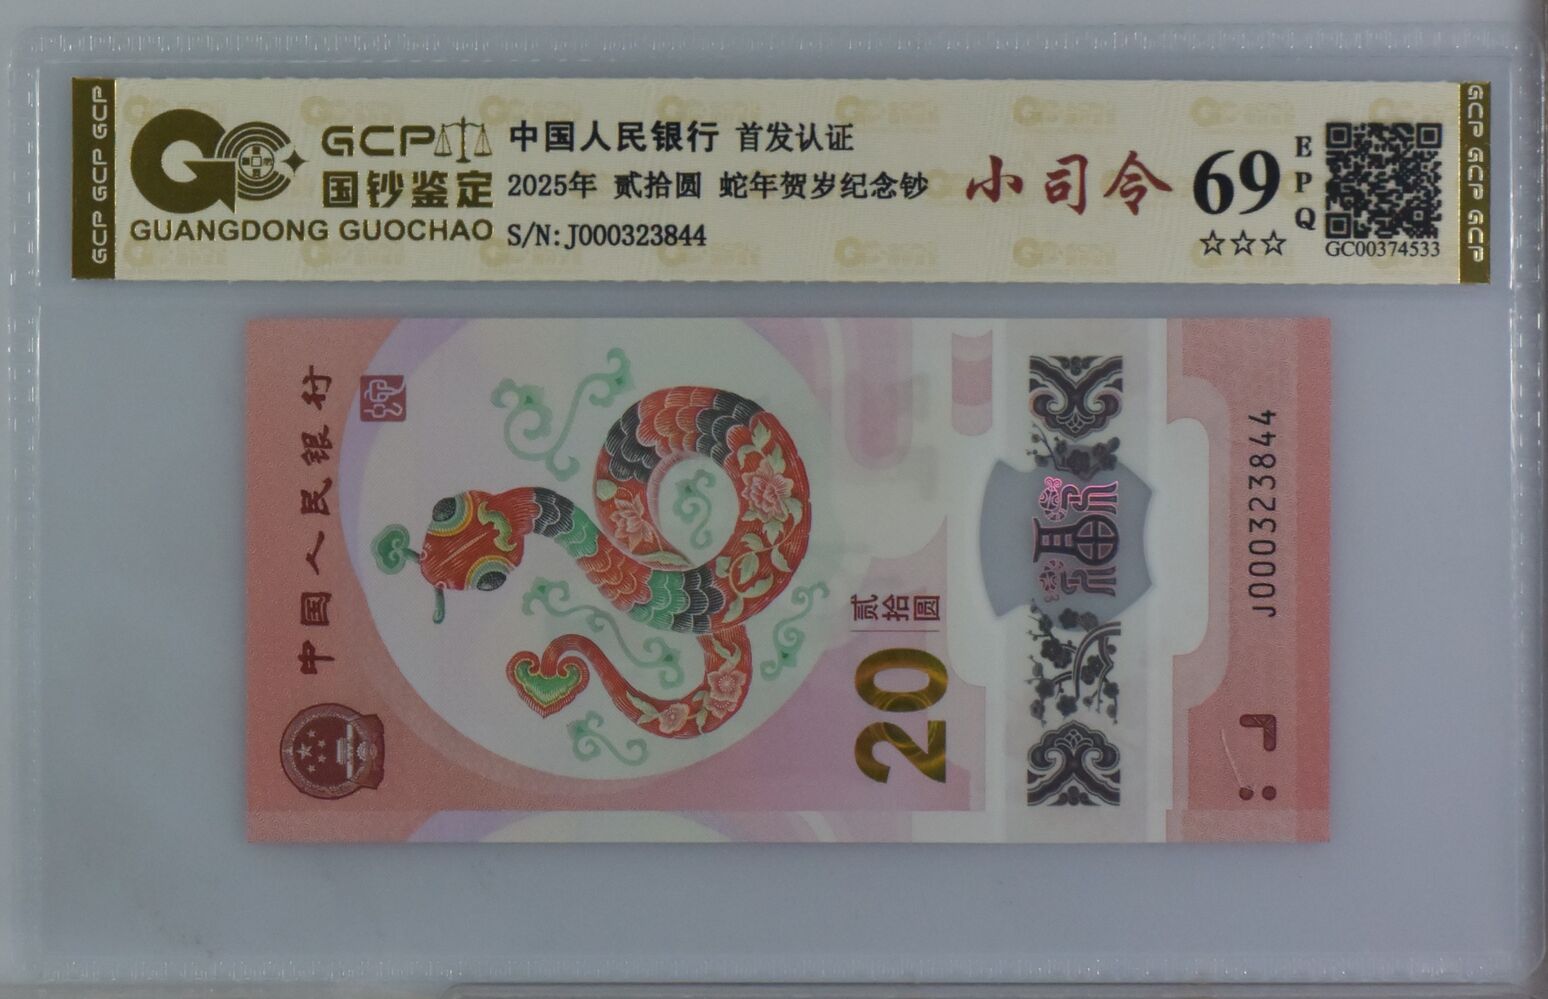 GCP GCP GCP
GCP
国钞鉴定
GUANGDONG GUOCHAO
中国人民银行 首发认证
2025年 贰拾圆 蛇年贺岁纪念钞
S/N:J000323844
小司令
69
EPQ
☆☆☆
GC00374533
GCP GCP GCP
中国人民银行
蛇
贰拾圆
20
福
J000323844